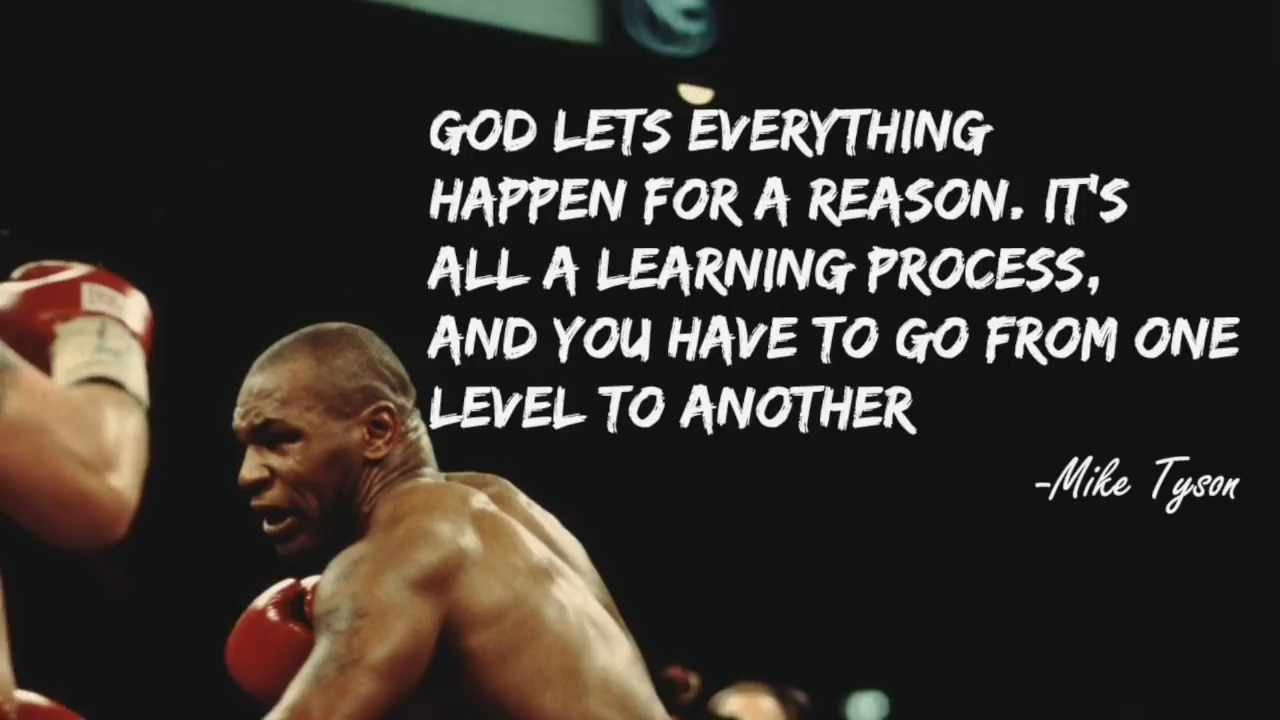 GOD LETS EVERYTHING
HAPPEN FOR A REASON. IT'S
ALL A LEARNING PROCESS,
AND YOU HAVE TO GO FROM ONE
LEVEL TO ANOTHER
-Mike Tyson